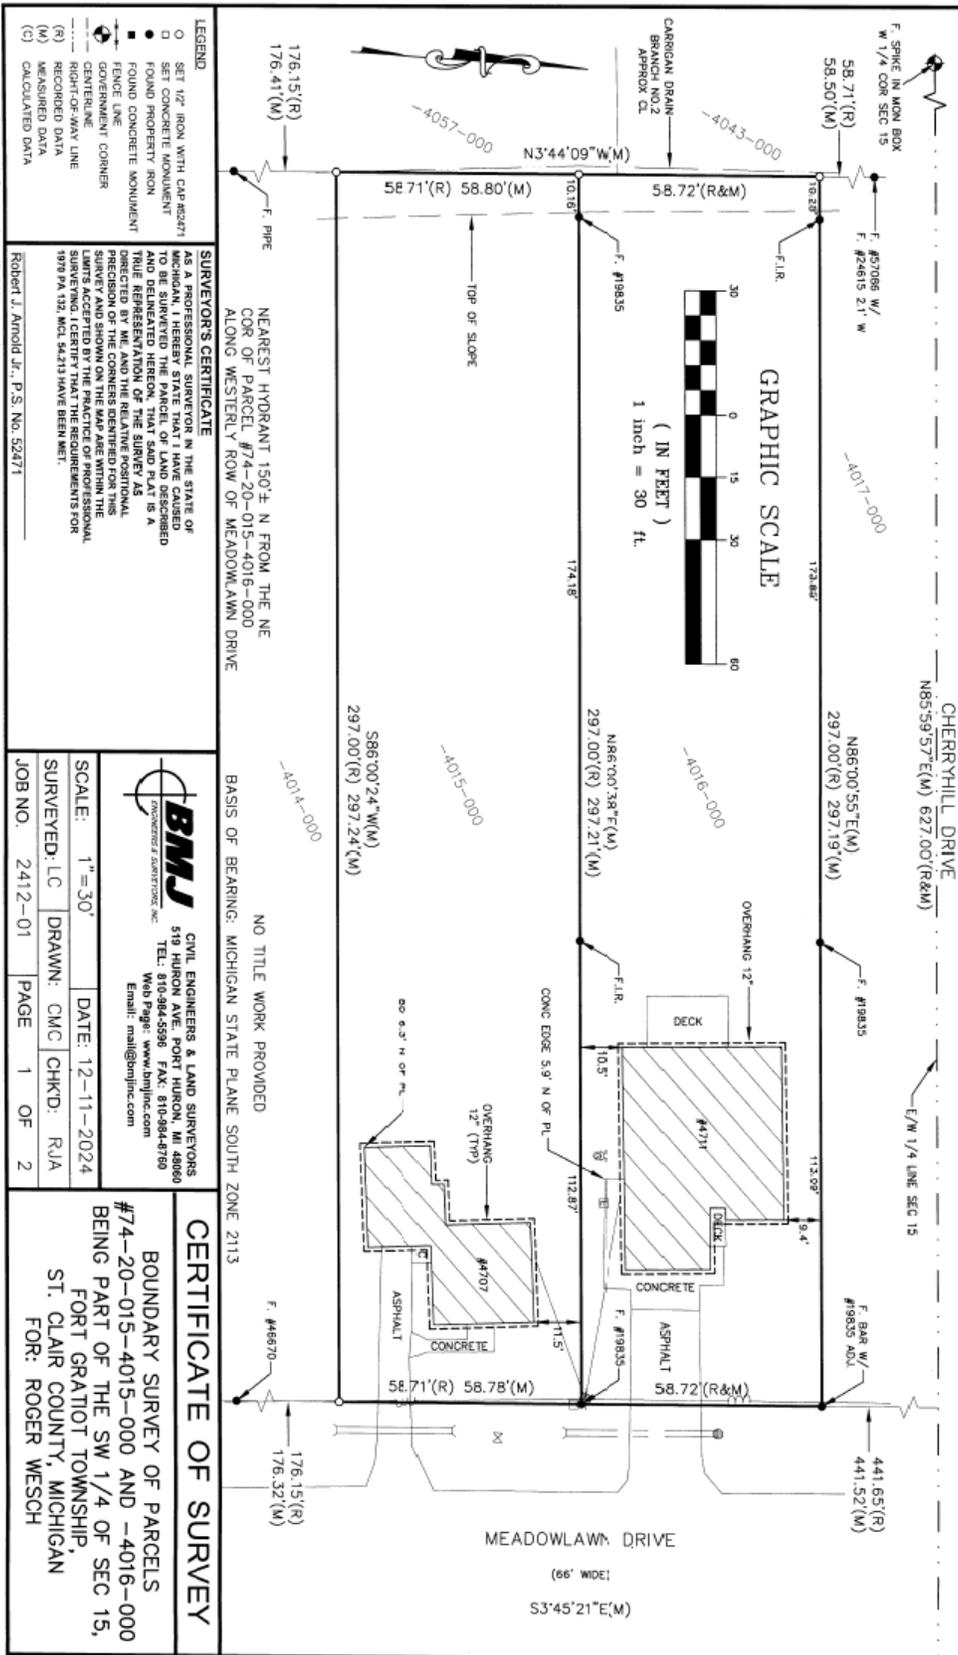 CHERRYHILL DRIVE
N85°59'57"E(M) 627.00'(R&M)
E/W 1/4 LINE SEC 15
F. SPIKE IN MON BOX
W 1/4 COR SEC 15
58.71'(R)
58.50'(M)
F. #57086 W/
#24615 2.1' W
F. BAR W/
#19835 ADJ.
441.65'(R)
441.52'(M)
-4017-000
10.28'
F.I.R.
173.85'
N86°00'55"E(M)
297.00'(R) 297.19'(M)
F. #19835
113.09'
9.4'
CARRIGAN DRAIN
BRANCH NO.2
APPROX CL
-4043-000
-4057-000
N3°44'09"W(M)
58.72'(R&M)
58.71'(R) 58.80'(M)
GRAPHIC SCALE
30 0 15 30 60
( IN FEET )
1 inch = 30 ft.
-4016-000
OVERHANG 12"
DECK
#4711
DECK
CONCRETE
ASPHALT
58.72'(R&M)
10.16'
F. #19835
174.18'
N86°00'38"E(M)
297.00'(R) 297.21'(M)
F.I.R.
10.5'
CONC EDGE 5.9' N OF PL
112.87'
F. #19835
11.5'
TOP OF SLOPE
-4015-000
OVERHANG
12" (TYP)
BD 6.3' N OF PL
#4707
C
CONCRETE
ASPHALT
58.71'(R) 58.78'(M)
S86°00'24"W(M)
297.00'(R) 297.24'(M)
-4014-000
176.15'(R)
176.41'(M)
F. PIPE
176.15'(R)
176.32'(M)
F. #46670
MEADOWLAWN DRIVE
(66' WIDE)
S3°45'21"E(M)
NEAREST HYDRANT 150'± N FROM THE NE
COR OF PARCEL #74-20-015-4016-000
ALONG WESTERLY ROW OF MEADOWLAWN DRIVE
NO TITLE WORK PROVIDED
BASIS OF BEARING: MICHIGAN STATE PLANE SOUTH ZONE 2113
LEGEND
SET 1/2" IRON WITH CAP #52471
SET CONCRETE MONUMENT
FOUND PROPERTY IRON
FOUND CONCRETE MONUMENT
FENCE LINE
GOVERNMENT CORNER
CENTERLINE
RIGHT-OF-WAY LINE
(R) RECORDED DATA
(M) MEASURED DATA
(C) CALCULATED DATA
SURVEYOR'S CERTIFICATE
AS A PROFESSIONAL SURVEYOR IN THE STATE OF
MICHIGAN, I HEREBY STATE THAT I HAVE CAUSED
TO BE SURVEYED THE PARCEL OF LAND DESCRIBED
AND DELINEATED HEREON, THAT SAID PLAT IS A
TRUE REPRESENTATION OF THE SURVEY AS
DIRECTED BY ME, AND THE RELATIVE POSITIONAL
PRECISION OF THE CORNERS IDENTIFIED FOR THIS
SURVEY AND SHOWN ON THE MAP ARE WITHIN THE
LIMITS ACCEPTED BY THE PRACTICE OF PROFESSIONAL
SURVEYING. I CERTIFY THAT THE REQUIREMENTS FOR
1970 PA 132, MCL 54.213 HAVE BEEN MET.
Robert J. Arnold Jr., P.S. No. 52471
BMJ
ENGINEERS & SURVEYORS, INC.
CIVIL ENGINEERS & LAND SURVEYORS
519 HURON AVE. PORT HURON, MI 48060
TEL: 810-984-5596 FAX: 810-984-8760
Web Page: www.bmjinc.com
Email: mail@bmjinc.com
SCALE: 1"=30' DATE: 12-11-2024
SURVEYED: LC DRAWN: CMC CHK'D: RJA
JOB NO. 2412-01 PAGE 1 OF 2
CERTIFICATE OF SURVEY
BOUNDARY SURVEY OF PARCELS
#74-20-015-4015-000 AND -4016-000
BEING PART OF THE SW 1/4 OF SEC 15,
FORT GRATIOT TOWNSHIP,
ST. CLAIR COUNTY, MICHIGAN
FOR: ROGER WESCH